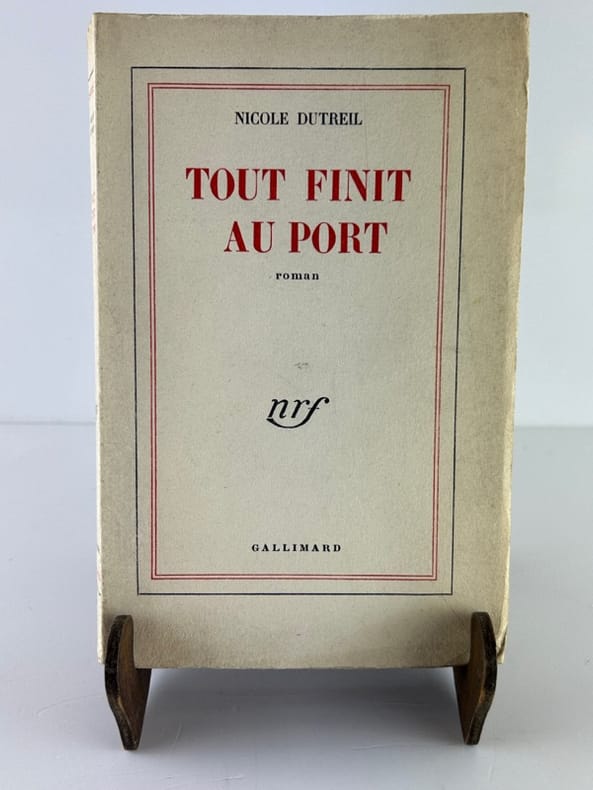 NICOLE DUTREIL
TOUT FINIT
AU PORT
roman
nrf
GALLIMARD